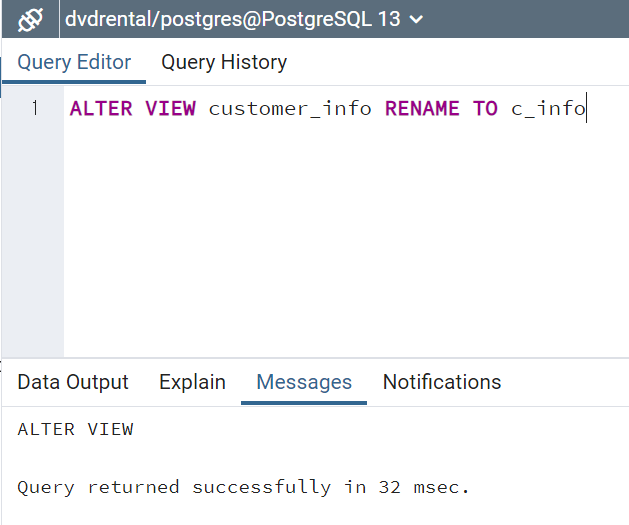 dvdrental/postgres@PostgreSQL 13
Query Editor Query History
1 ALTER VIEW customer_info RENAME TO c_info
Data Output Explain Messages Notifications
ALTER VIEW
Query returned successfully in 32 msec.